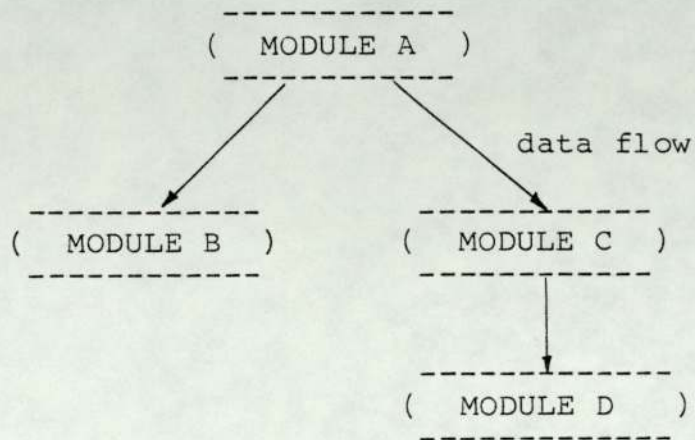 ( MODULE A )
data flow
( MODULE B ) ( MODULE C )
( MODULE D )